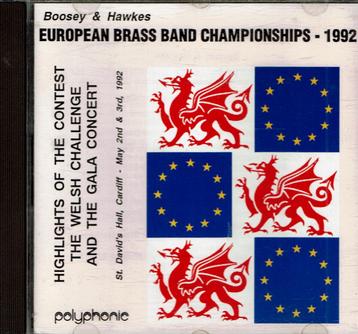 Boosey & Hawkes
EUROPEAN BRASS BAND CHAMPIONSHIPS - 1992
HIGHLIGHTS OF THE CONTEST
THE WELSH CHALLENGE
AND THE GALA CONCERT
St. David's Hall, Cardiff - May 2nd & 3rd, 1992
polyphonic